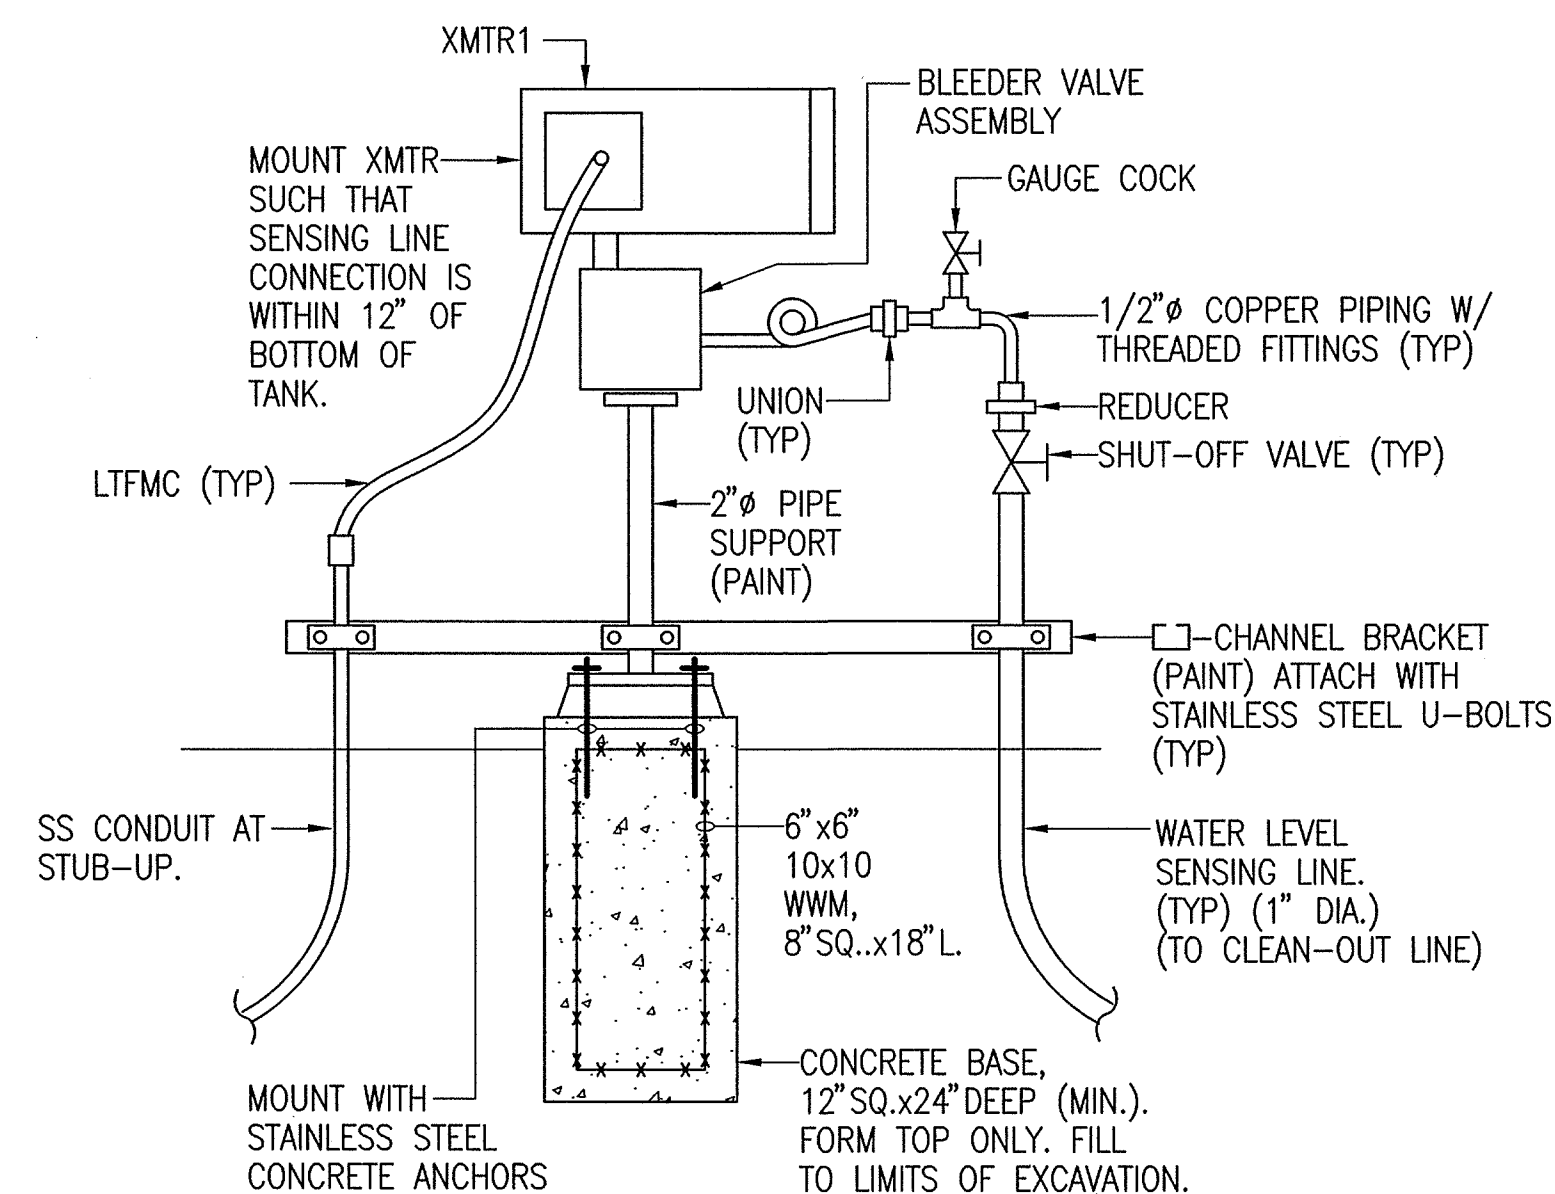 XMTR1
BLEEDER VALVE
ASSEMBLY
MOUNT XMTR
SUCH THAT
SENSING LINE
CONNECTION IS
WITHIN 12" OF
BOTTOM OF
TANK.
GAUGE COCK
1/2"ø COPPER PIPING W/
THREADED FITTINGS (TYP)
UNION
(TYP)
REDUCER
SHUT-OFF VALVE (TYP)
LTFMC (TYP)
2"ø PIPE
SUPPORT
(PAINT)
-CHANNEL BRACKET
(PAINT) ATTACH WITH
STAINLESS STEEL U-BOLTS
(TYP)
SS CONDUIT AT
STUB-UP.
6"x6"
10x10
WWM,
8"SQ..x18"L.
WATER LEVEL
SENSING LINE.
(TYP) (1" DIA.)
(TO CLEAN-OUT LINE)
MOUNT WITH
STAINLESS STEEL
CONCRETE ANCHORS
CONCRETE BASE,
12"SQ.x24"DEEP (MIN.).
FORM TOP ONLY. FILL
TO LIMITS OF EXCAVATION.